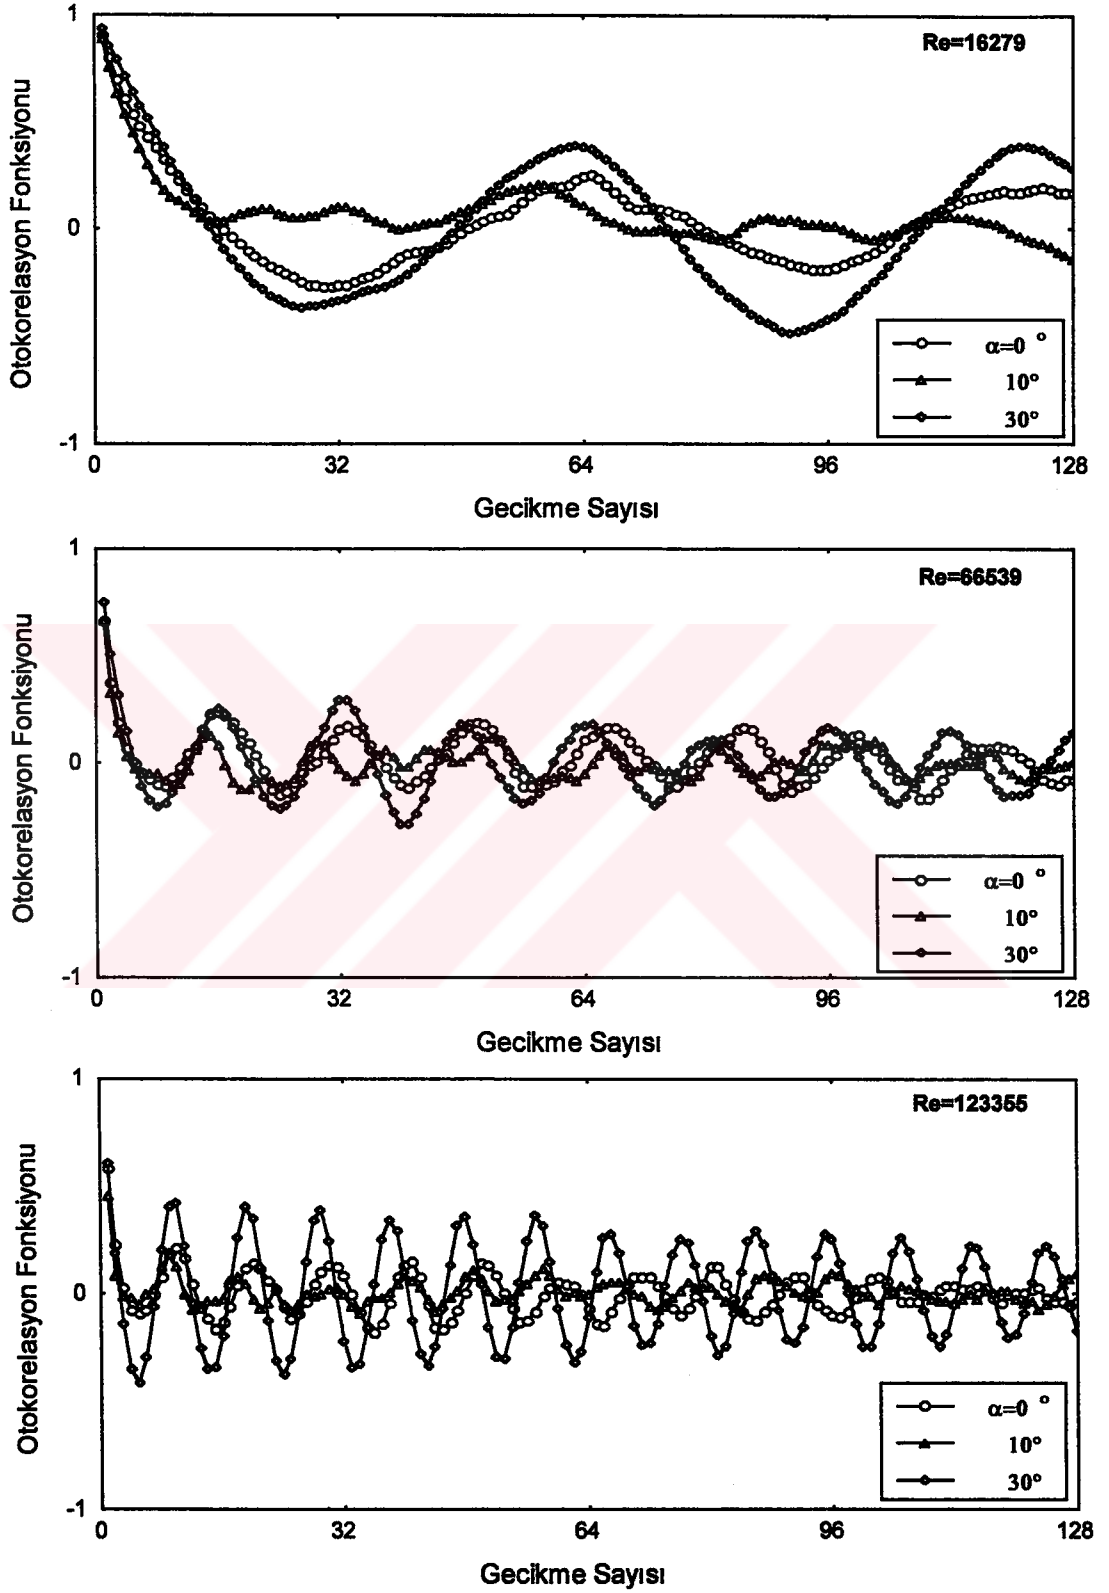 1
Re=16279
Otokorelasyon Fonksiyonu
0
α=0 °
10°
30°
-1
0 32 64 96 128
Gecikme Sayısı
1
Re=66539
Otokorelasyon Fonksiyonu
0
α=0 °
10°
30°
-1
0 32 64 96 128
Gecikme Sayısı
1
Re=123355
Otokorelasyon Fonksiyonu
0
α=0 °
10°
30°
-1
0 32 64 96 128
Gecikme Sayısı